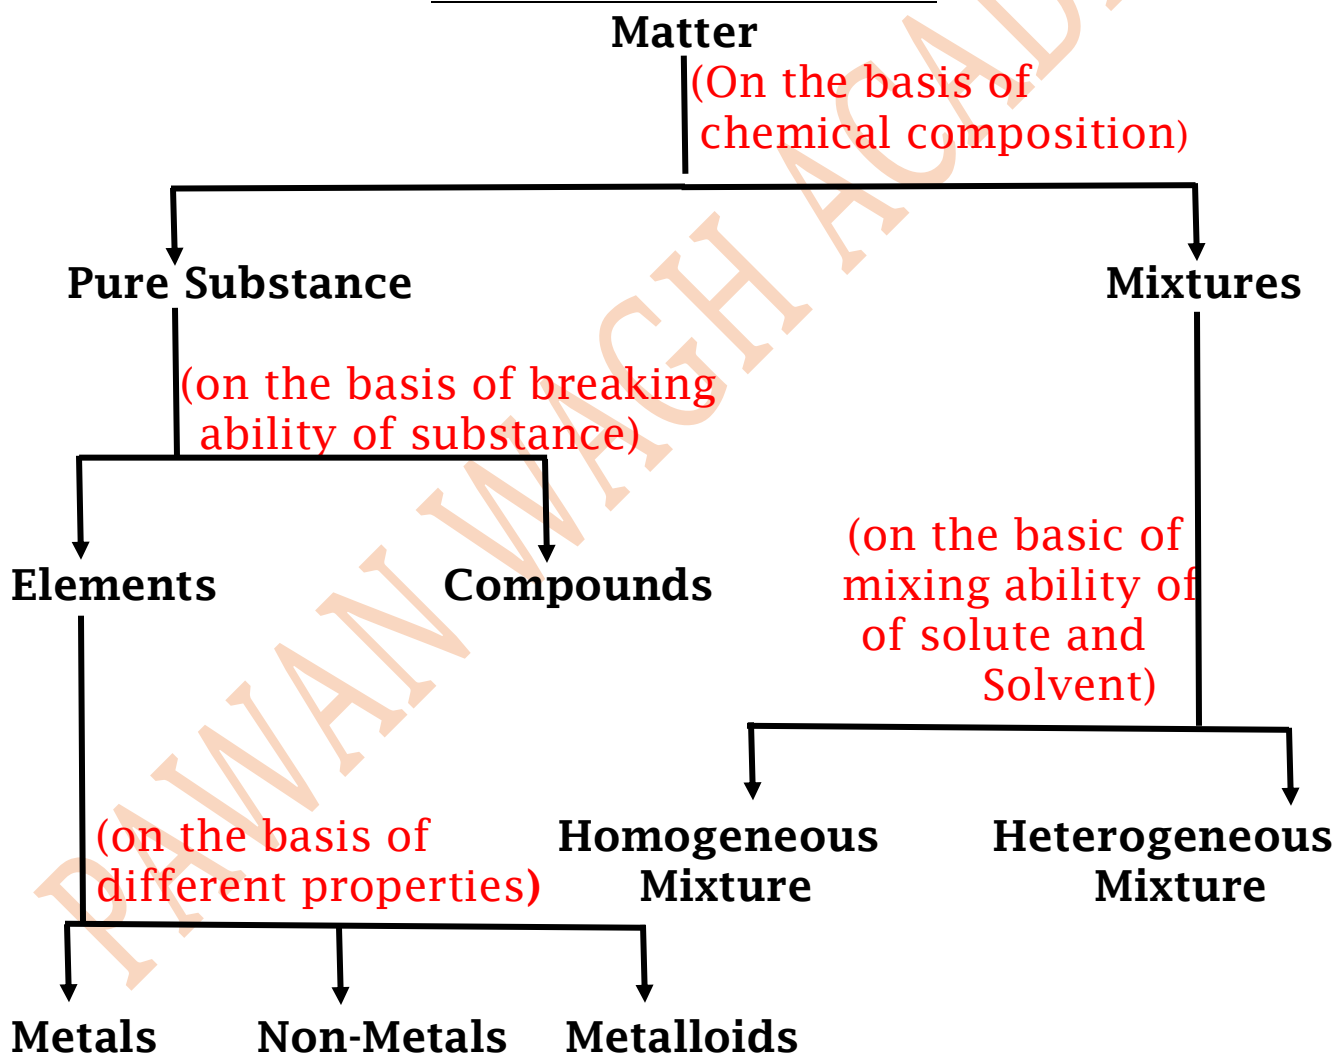 Matter
(On the basis of
chemical composition)
Pure Substance
Mixtures
(on the basis of breaking
ability of substance)
Elements
Compounds
(on the basic of
mixing ability of
of solute and
Solvent)
(on the basis of
different properties)
Homogeneous
Mixture
Heterogeneous
Mixture
Metals
Non-Metals
Metalloids
PAWAN WAGH ACAD